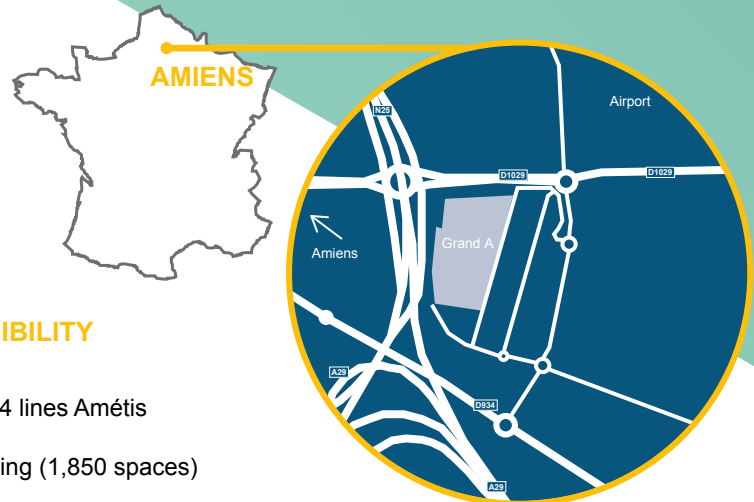 AMIENS
Airport
N25
D1029
D1029
Grand A
Amiens
IBILITY
A29
4 lines Amétis
D934
ing (1,850 spaces)
A29